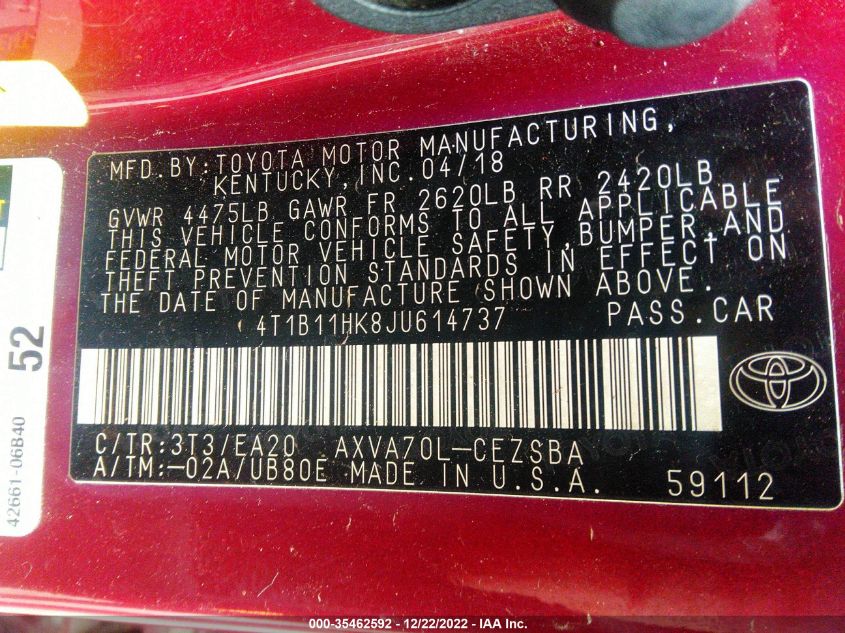 MFD.BY:TOYOTA MOTOR MANUFACTURING,
KENTUCKY,INC.04/18
GVWR 4475LB GAWR FR 2620LB RR 2420LB
THIS VEHICLE CONFORMS TO ALL APPLICABLE
FEDERAL MOTOR VEHICLE SAFETY,BUMPER,AND
THEFT PREVENTION STANDARDS IN EFFECT ON
THE DATE OF MANUFACTURE SHOWN ABOVE.
4T1B11HK8JU614737 PASS.CAR
C/TR:3T3/EA20 AXVA70L-CEZSBA
A/TM:-02A/UB80E MADE IN U.S.A. 59112
52
42661-06B40
000-35462592 - 12/22/2022 - IAA Inc.